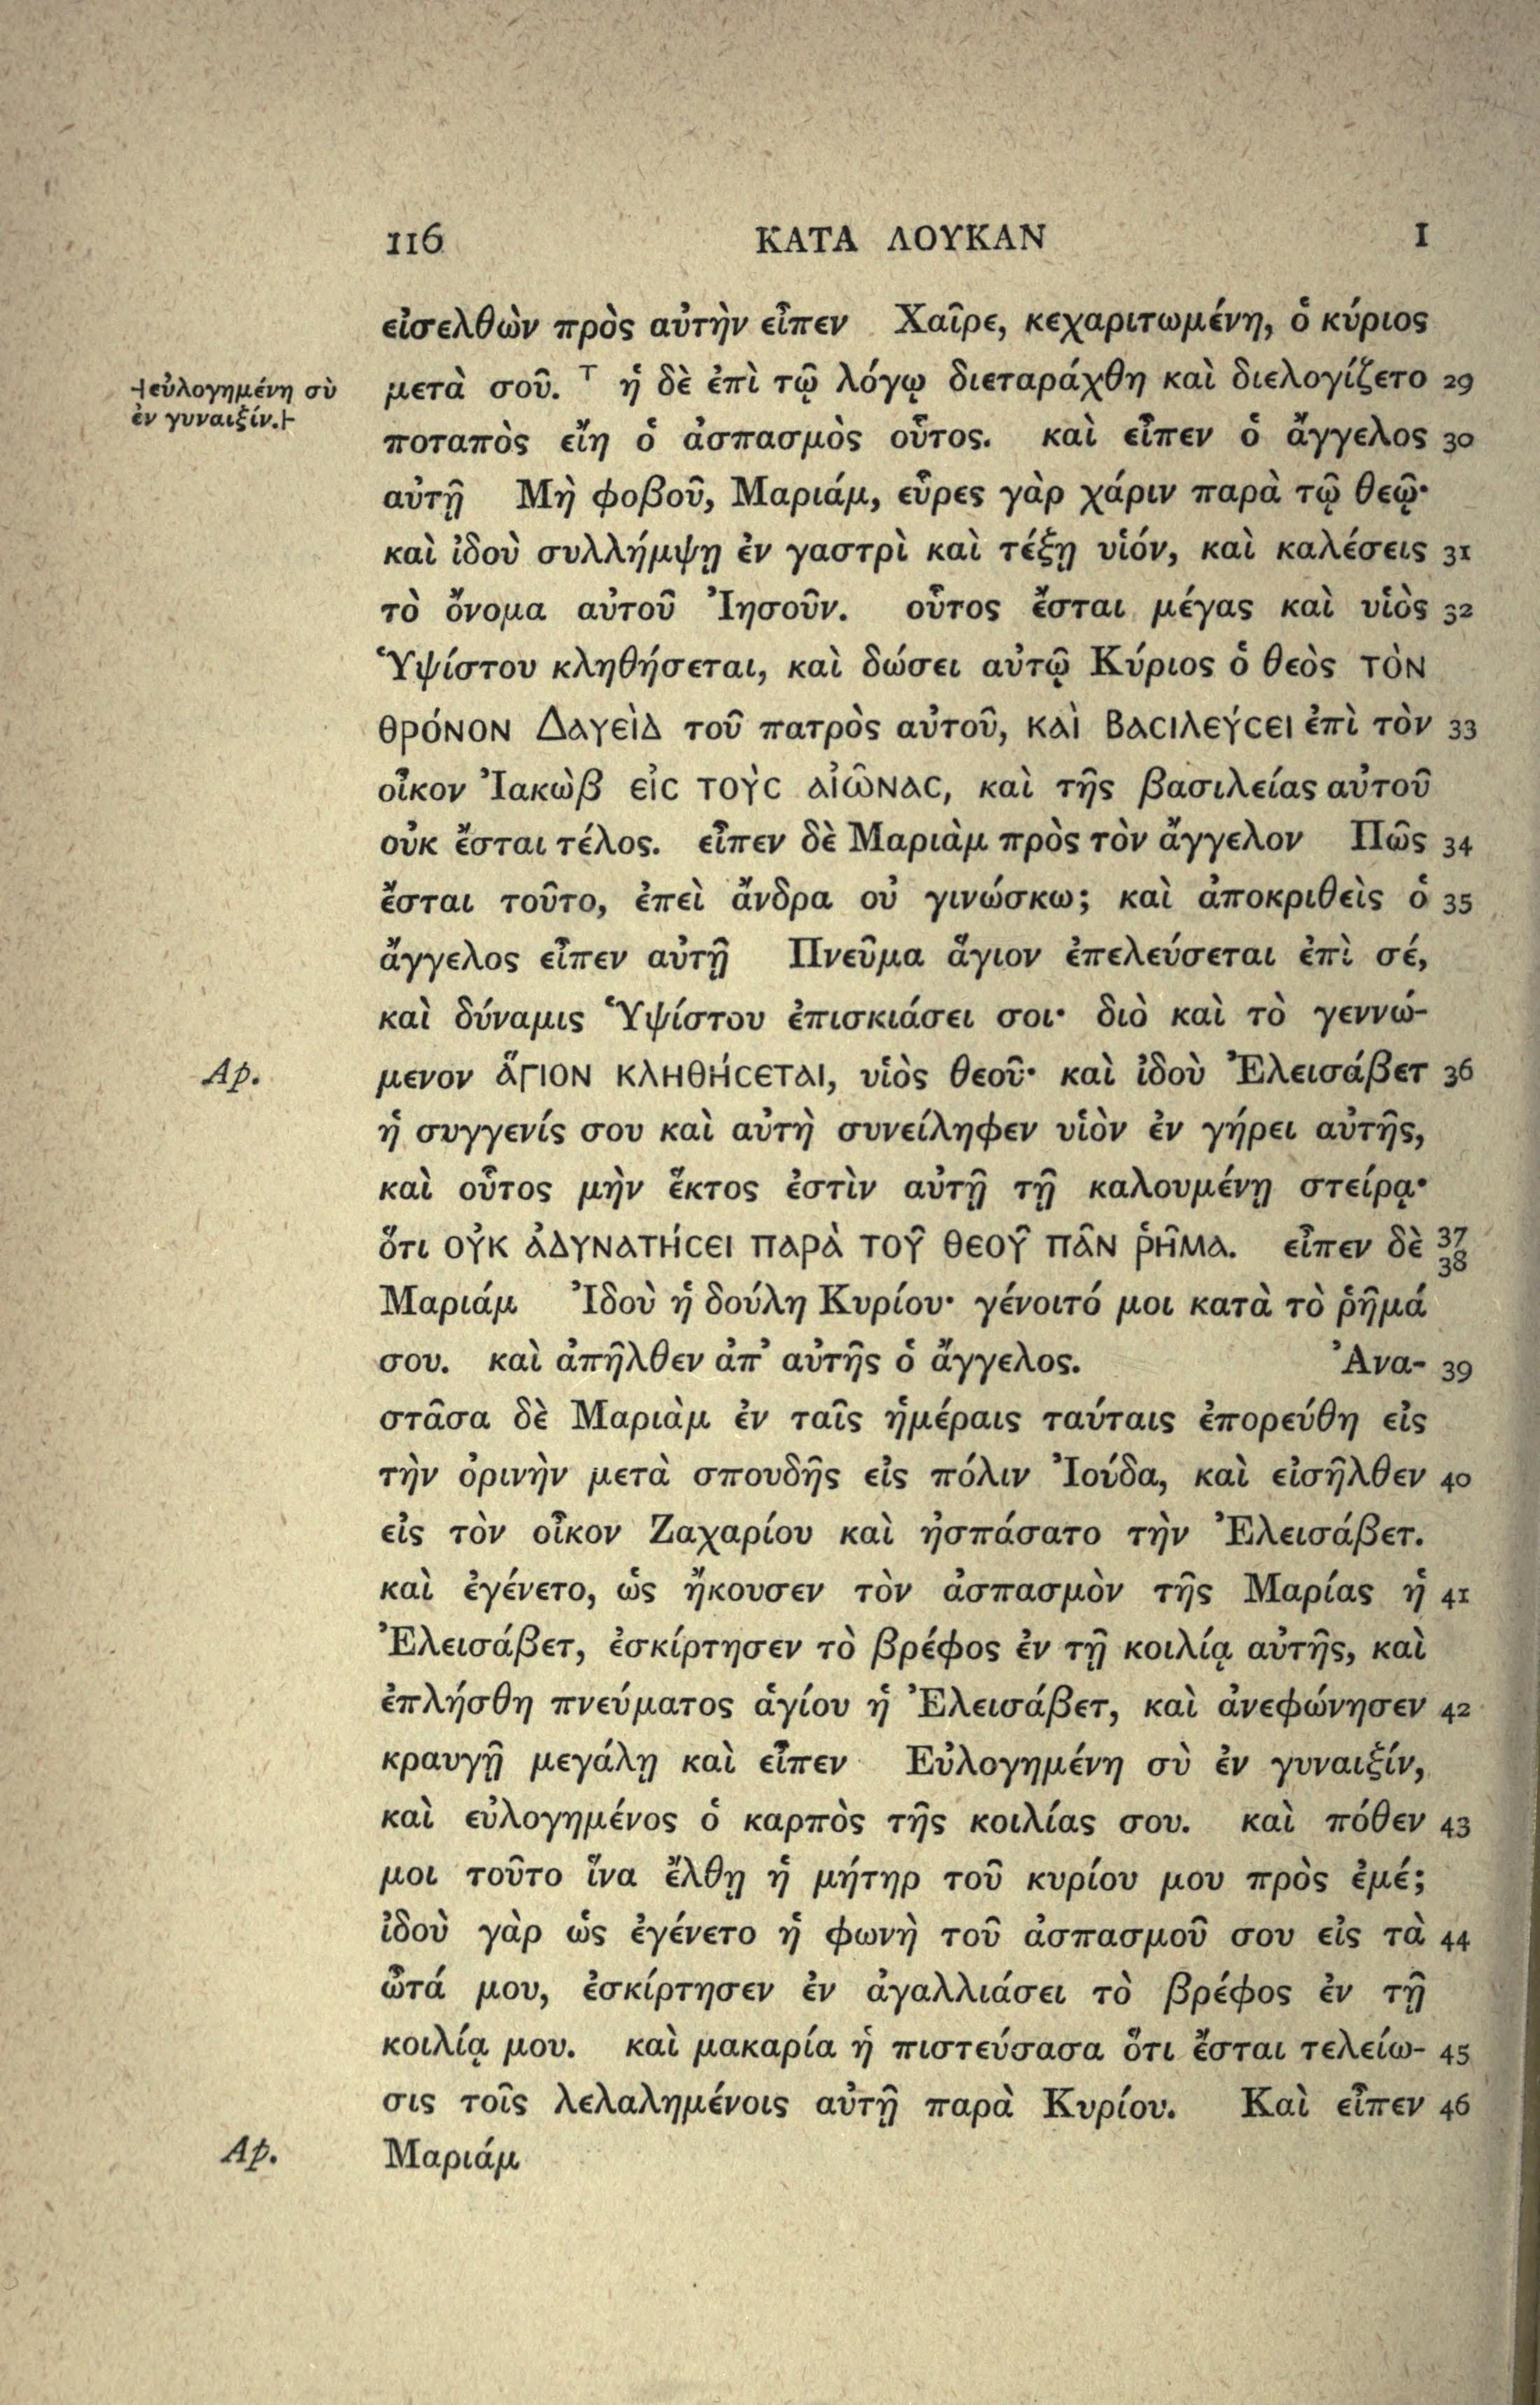 116 ΚΑΤΑ ΛΟΥΚΑΝ I
εἰσελθὼν πρὸς αὐτὴν εἶπεν Χαῖρε, κεχαριτωμένη, ὁ κύριος
⊣εὐλογημένη σὺ
ἐν γυναιξίν.⊢
μετὰ σοῦ. ⊤ ἡ δὲ ἐπὶ τῷ λόγῳ διεταράχθη καὶ διελογίζετο 29
ποταπὸς εἴη ὁ ἀσπασμὸς οὗτος. καὶ εἶπεν ὁ ἄγγελος 30
αὐτῇ Μὴ φοβοῦ, Μαριάμ, εὗρες γὰρ χάριν παρὰ τῷ θεῷ·
καὶ ἰδοὺ συλλήμψῃ ἐν γαστρὶ καὶ τέξῃ υἱόν, καὶ καλέσεις 31
τὸ ὄνομα αὐτοῦ Ἰησοῦν. οὗτος ἔσται μέγας καὶ υἱὸς 32
Ὑψίστου κληθήσεται, καὶ δώσει αὐτῷ Κύριος ὁ θεὸς τὸν
θρόνον Δαυεὶδ τοῦ πατρὸς αὐτοῦ, καὶ βαϲιλεύϲει ἐπὶ τὸν 33
οἶκον Ἰακὼβ εἰϲ τοὺϲ αἰῶναϲ, καὶ τῆς βασιλείας αὐτοῦ
οὐκ ἔσται τέλος. εἶπεν δὲ Μαριὰμ πρὸς τὸν ἄγγελον Πῶς 34
ἔσται τοῦτο, ἐπεὶ ἄνδρα οὐ γινώσκω; καὶ ἀποκριθεὶς ὁ 35
ἄγγελος εἶπεν αὐτῇ Πνεῦμα ἅγιον ἐπελεύσεται ἐπὶ σέ,
καὶ δύναμις Ὑψίστου ἐπισκιάσει σοι· διὸ καὶ τὸ γεννώ-
Ap. μενον ἅγιον κληθήϲεται, υἱὸς θεοῦ· καὶ ἰδοὺ Ἐλεισάβετ 36
ἡ συγγενίς σου καὶ αὐτὴ συνείληφεν υἱὸν ἐν γήρει αὐτῆς,
καὶ οὗτος μὴν ἕκτος ἐστὶν αὐτῇ τῇ καλουμένῃ στείρᾳ·
ὅτι οὐκ ἀδυνατήϲει παρὰ τοῦ θεοῦ πᾶν ῥῆμα. εἶπεν δὲ 37 38
Μαριάμ Ἰδοὺ ἡ δούλη Κυρίου· γένοιτό μοι κατὰ τὸ ῥῆμά
σου. καὶ ἀπῆλθεν ἀπ’ αὐτῆς ὁ ἄγγελος. Ἀνα- 39
στᾶσα δὲ Μαριὰμ ἐν ταῖς ἡμέραις ταύταις ἐπορεύθη εἰς
τὴν ὀρινὴν μετὰ σπουδῆς εἰς πόλιν Ἰούδα, καὶ εἰσῆλθεν 40
εἰς τὸν οἶκον Ζαχαρίου καὶ ἠσπάσατο τὴν Ἐλεισάβετ.
καὶ ἐγένετο, ὡς ἤκουσεν τὸν ἀσπασμὸν τῆς Μαρίας ἡ 41
Ἐλεισάβετ, ἐσκίρτησεν τὸ βρέφος ἐν τῇ κοιλίᾳ αὐτῆς, καὶ
ἐπλήσθη πνεύματος ἁγίου ἡ Ἐλεισάβετ, καὶ ἀνεφώνησεν 42
κραυγῇ μεγάλῃ καὶ εἶπεν Εὐλογημένη σὺ ἐν γυναιξίν,
καὶ εὐλογημένος ὁ καρπὸς τῆς κοιλίας σου. καὶ πόθεν 43
μοι τοῦτο ἵνα ἔλθῃ ἡ μήτηρ τοῦ κυρίου μου πρὸς ἐμέ;
ἰδοὺ γὰρ ὡς ἐγένετο ἡ φωνὴ τοῦ ἀσπασμοῦ σου εἰς τὰ 44
ὦτά μου, ἐσκίρτησεν ἐν ἀγαλλιάσει τὸ βρέφος ἐν τῇ
κοιλίᾳ μου. καὶ μακαρία ἡ πιστεύσασα ὅτι ἔσται τελείω- 45
σις τοῖς λελαλημένοις αὐτῇ παρὰ Κυρίου. Καὶ εἶπεν 46
Ap. Μαριάμ